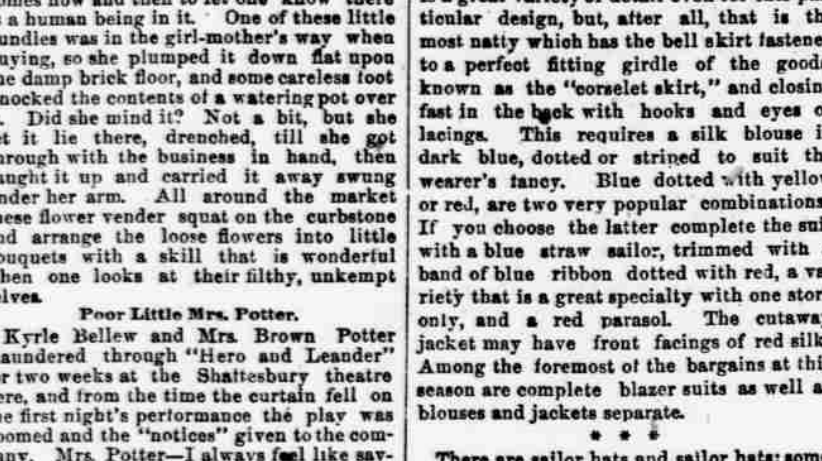 a human being in it. One of these little
undles was in the girl-mother's way when
uying, so she plumped it down flat upon
he damp brick floor, and some careless foot
nocked the contents of a watering pot over
Did she mind it? Not a bit, but she
et it lie there, drenched, till she got
hrough with the business in hand, then
aught it up and carried it away swung
nder her arm. All around the market
hese flower vender squat on the curbstone
nd arrange the loose flowers into little
ouquets with a skill that is wonderful
hen one looks at their filthy, unkempt
elves.
Poor Little Mrs. Potter.
Kyrle Bellew and Mrs. Brown Potter
aundered through "Hero and Leander"
or two weeks at the Shaftesbury theatre
ere, and from the time the curtain fell on
he first night's performance the play was
oomed and the "notices" given to the com-
any. Mrs. Potter—I always feel like say-
ticular design, but, after all, that is th
most natty which has the bell skirt fastene
to a perfect fitting girdle of the good
known as the "corselet skirt," and closin
fast in the back with hooks and eyes o
lacings. This requires a silk blouse i
dark blue, dotted or striped to suit th
wearer's fancy. Blue dotted with yello
or red, are two very popular combinations
If you choose the latter complete the sui
with a blue straw sailor, trimmed with
band of blue ribbon dotted with red, a va
riety that is a great specialty with one stor
only, and a red parasol. The cutaway
jacket may have front facings of red silk
Among the foremost of the bargains at thi
season are complete blazer suits as well a
blouses and jackets separate.
* * *
There are sailor hats and sailor hats; some